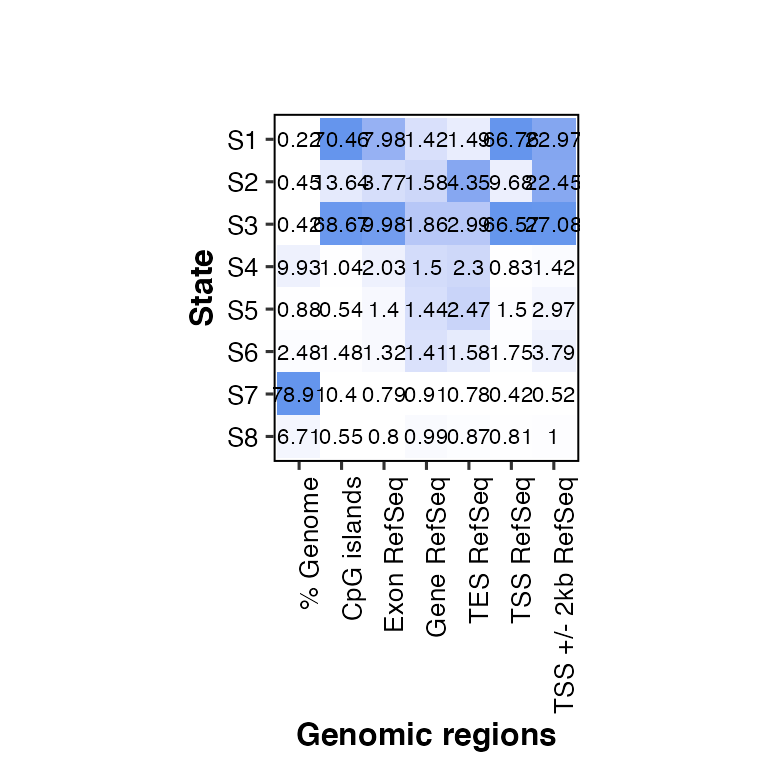 State
S1 0.22 70.46 7.98 1.42 1.49 66.76 22.97
S2 0.45 13.64 3.77 1.58 4.35 9.68 22.45
S3 0.42 68.67 9.98 1.86 2.99 66.57 27.08
S4 9.93 1.04 2.03 1.5 2.3 0.83 1.42
S5 0.88 0.54 1.4 1.44 2.47 1.5 2.97
S6 2.48 1.48 1.32 1.41 1.58 1.75 3.79
S7 78.91 0.4 0.79 0.91 0.78 0.42 0.52
S8 6.71 0.55 0.8 0.99 0.87 0.81 1
% Genome
CpG islands
Exon RefSeq
Gene RefSeq
TES RefSeq
TSS RefSeq
TSS +/- 2kb RefSeq
Genomic regions